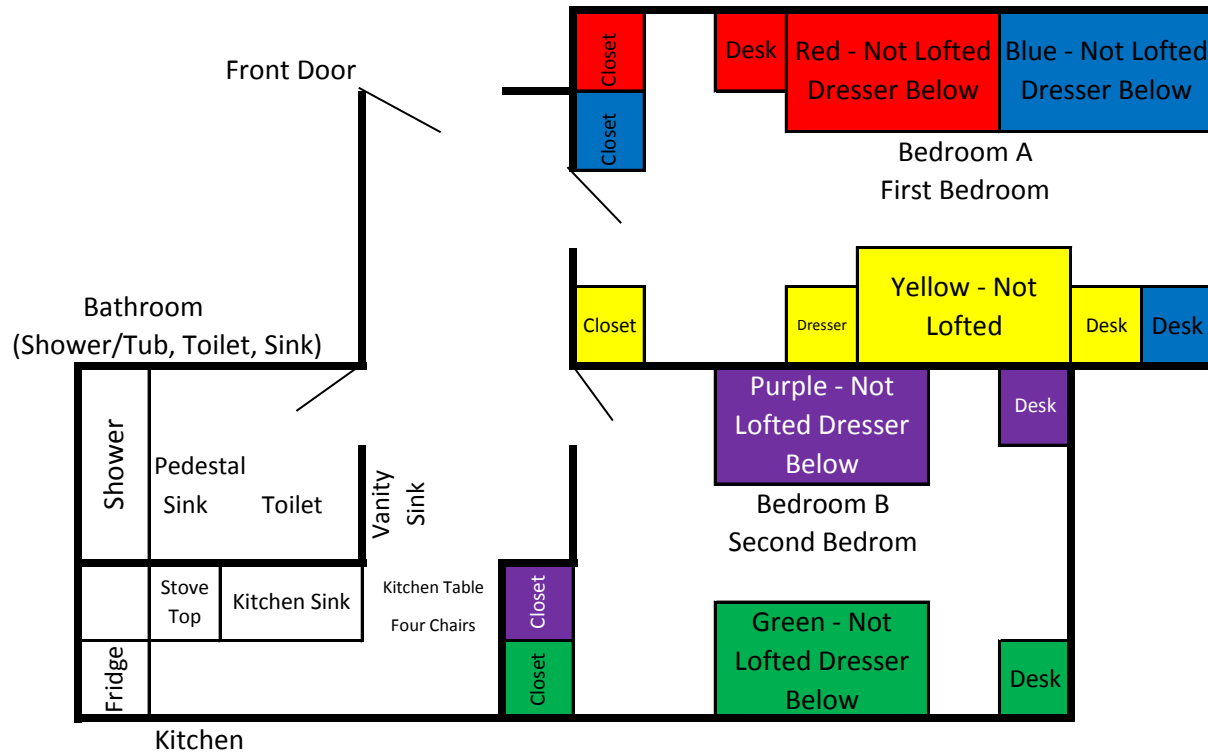 Front Door
Closet
Desk
Red - Not Lofted
Dresser Below
Blue - Not Lofted
Dresser Below
Closet
Bedroom A
First Bedroom
Closet
Dresser
Yellow - Not
Lofted
Desk
Desk
Bathroom
(Shower/Tub, Toilet, Sink)
Shower
Pedestal
Sink
Toilet
Vanity
Sink
Purple - Not
Lofted Dresser
Below
Desk
Bedroom B
Second Bedrom
Stove
Top
Kitchen Sink
Kitchen Table
Four Chairs
Closet
Fridge
Closet
Green - Not
Lofted Dresser
Below
Desk
Kitchen